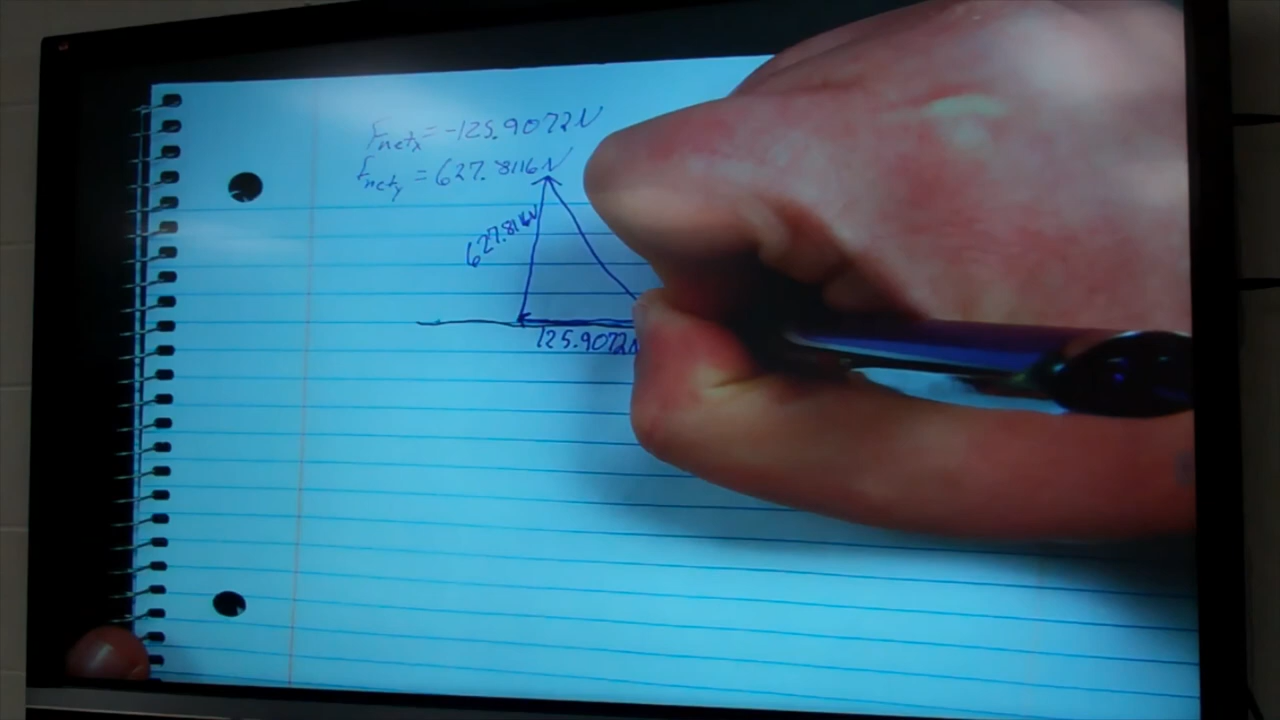 Fnetx = -125.9072N
Fnety = 627.8116N
627.8116N
125.9072N